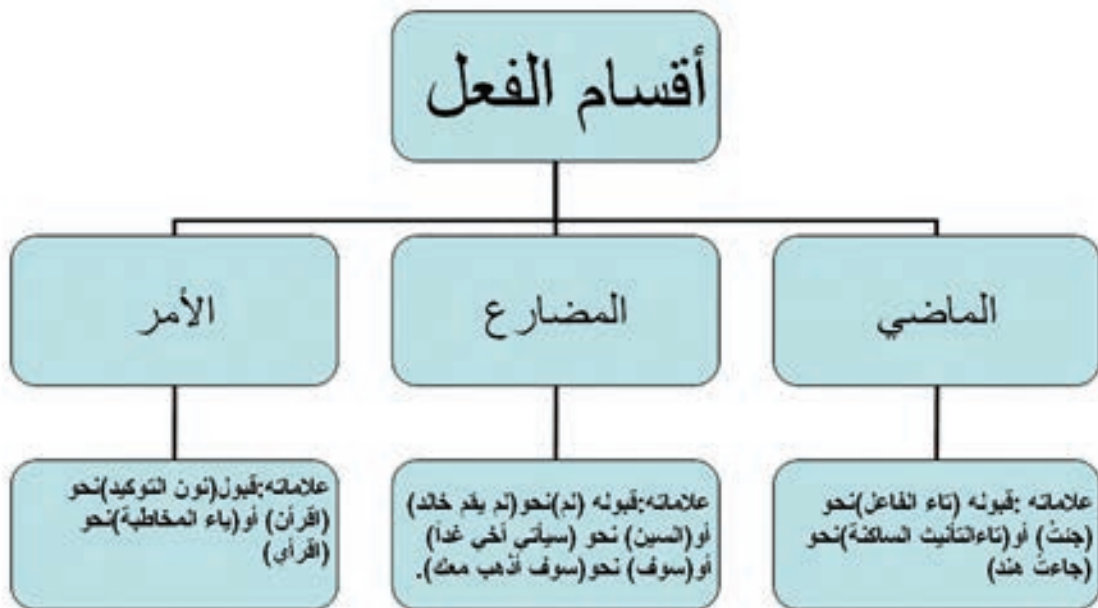 أقسام الفعل
الماضي
المضارع
الأمر
علاماته :قبوله (تاء الفاعل)نحو
(جئتُ) أو(تاءالتأنيث الساكنة)نحو
(جاءتْ هند)
علاماته:قبوله (لم)نحو(لم يقم خالد)
أو(السين) نحو (سيأتي أخي غداً)
أو(سوف) نحو(سوف أذهب معك).
علاماته:قبول(نون التوكيد)نحو
(اقرأن) أو(ياء المخاطبة)نحو
(اقرأي)